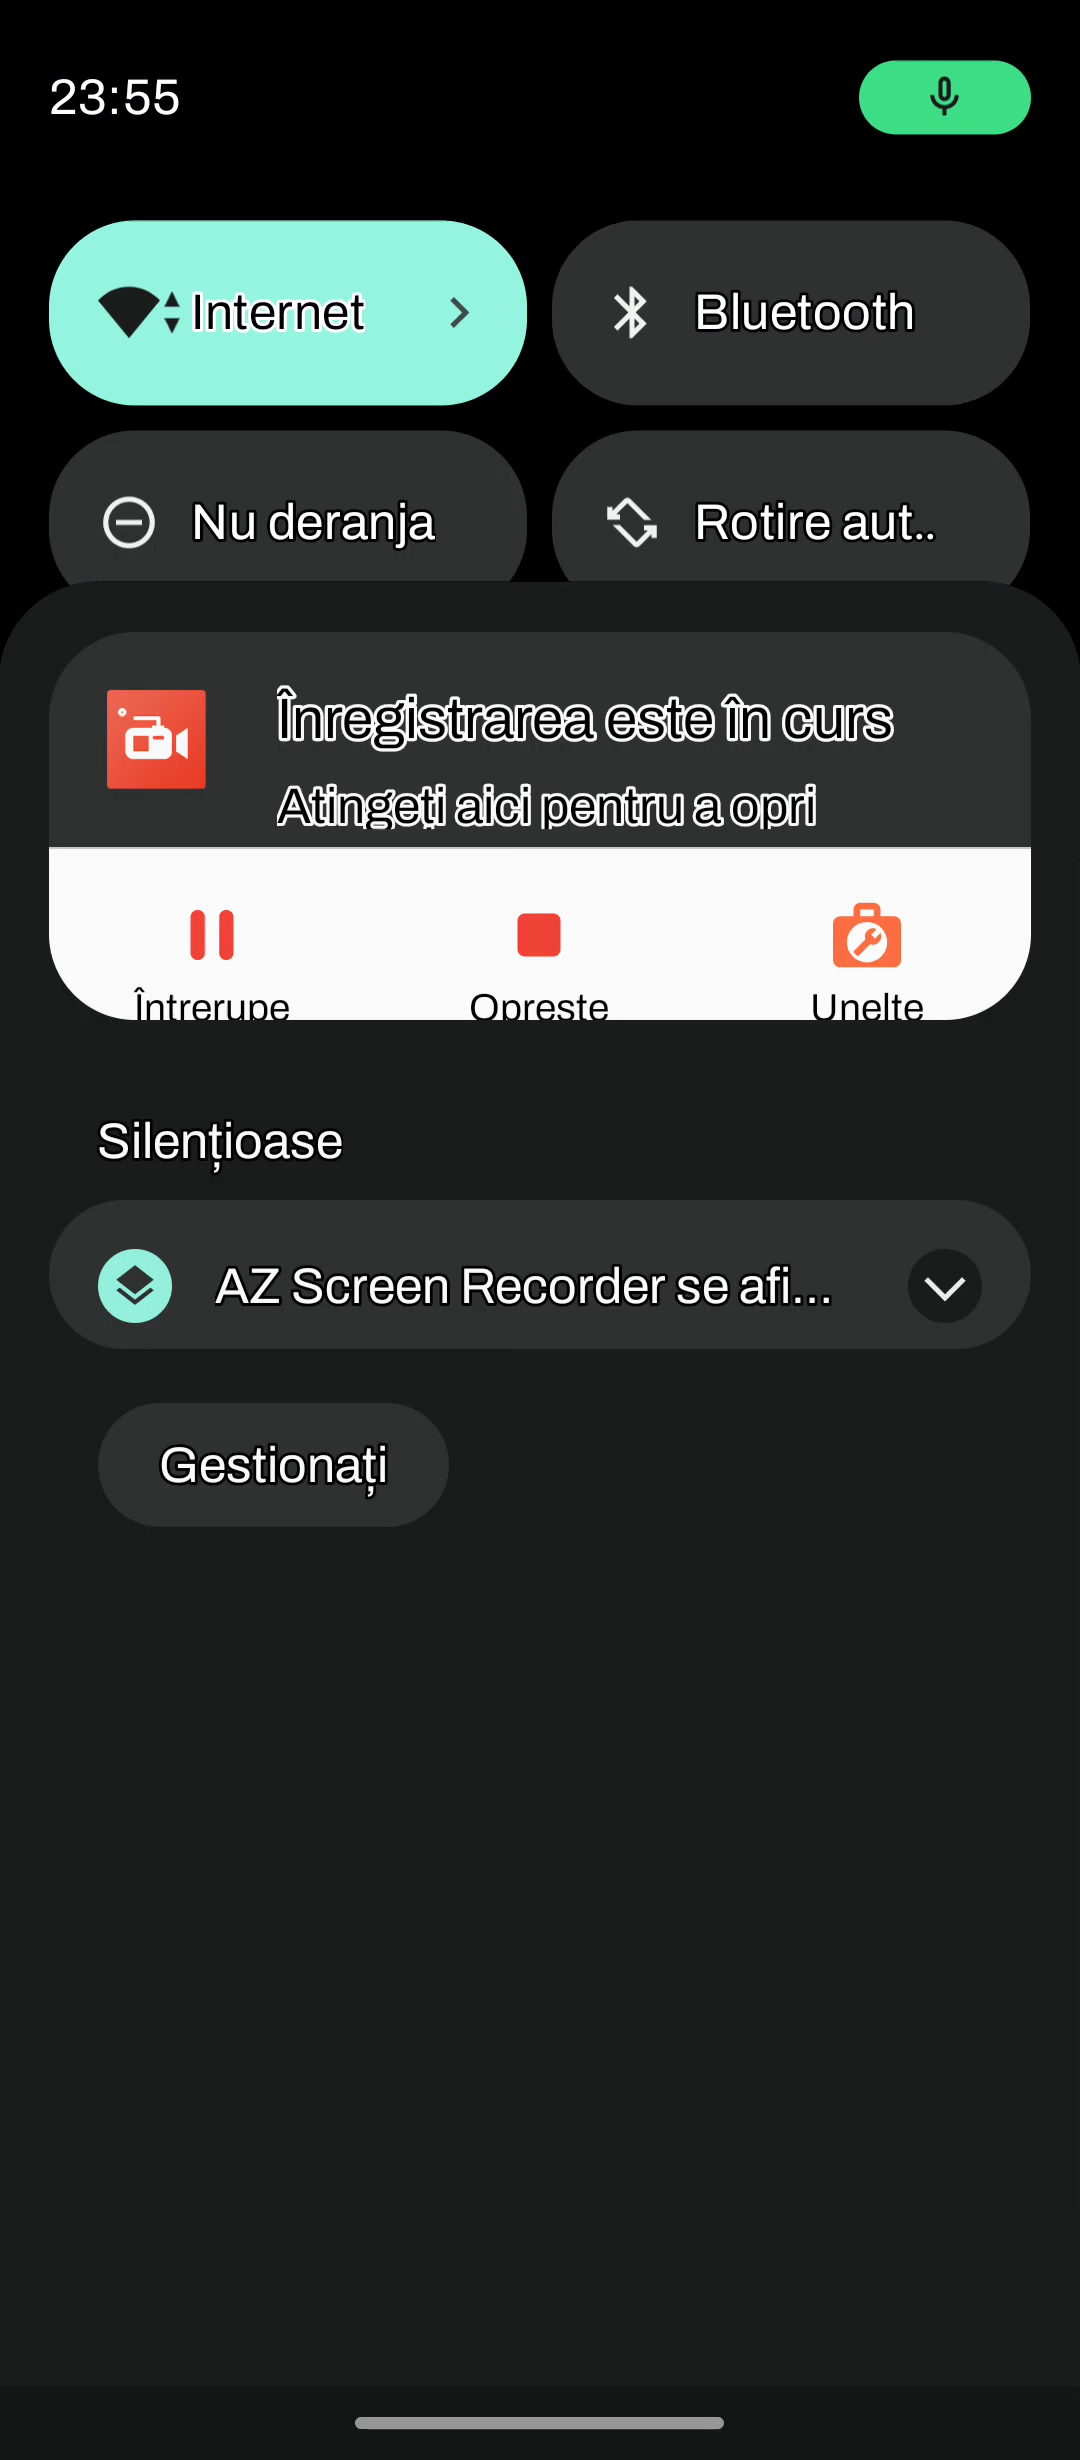 23:55
Internet
Bluetooth
Nu deranja
Rotire aut..
Înregistrarea este în curs
Atingeți aici pentru a opri
Întrerupe
Oprește
Unelte
Silențioase
AZ Screen Recorder se afi...
Gestionați